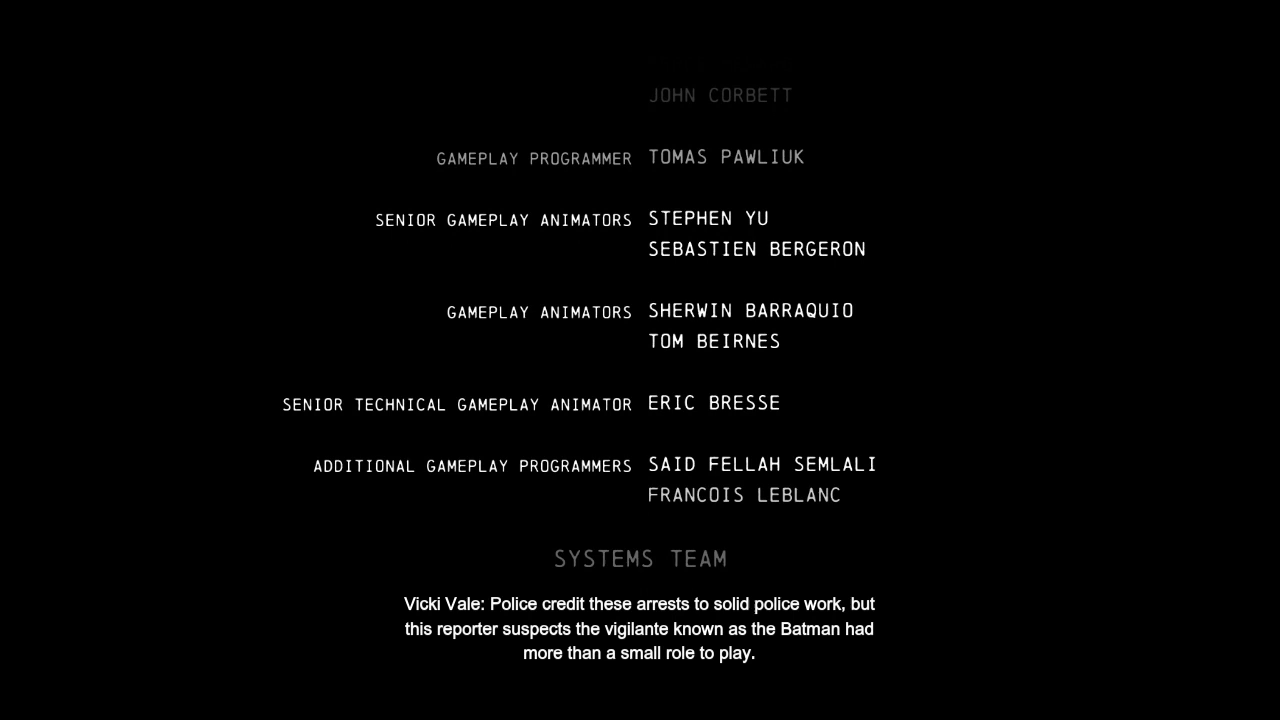 JOHN CORBETT
GAMEPLAY PROGRAMMER TOMAS PAWLIUK
SENIOR GAMEPLAY ANIMATORS STEPHEN YU
SEBASTIEN BERGERON
GAMEPLAY ANIMATORS SHERWIN BARRAQUIO
TOM BEIRNES
SENIOR TECHNICAL GAMEPLAY ANIMATOR ERIC BRESSE
ADDITIONAL GAMEPLAY PROGRAMMERS SAID FELLAH SEMLALI
FRANCOIS LEBLANC
SYSTEMS TEAM
Vicki Vale: Police credit these arrests to solid police work, but
this reporter suspects the vigilante known as the Batman had
more than a small role to play.